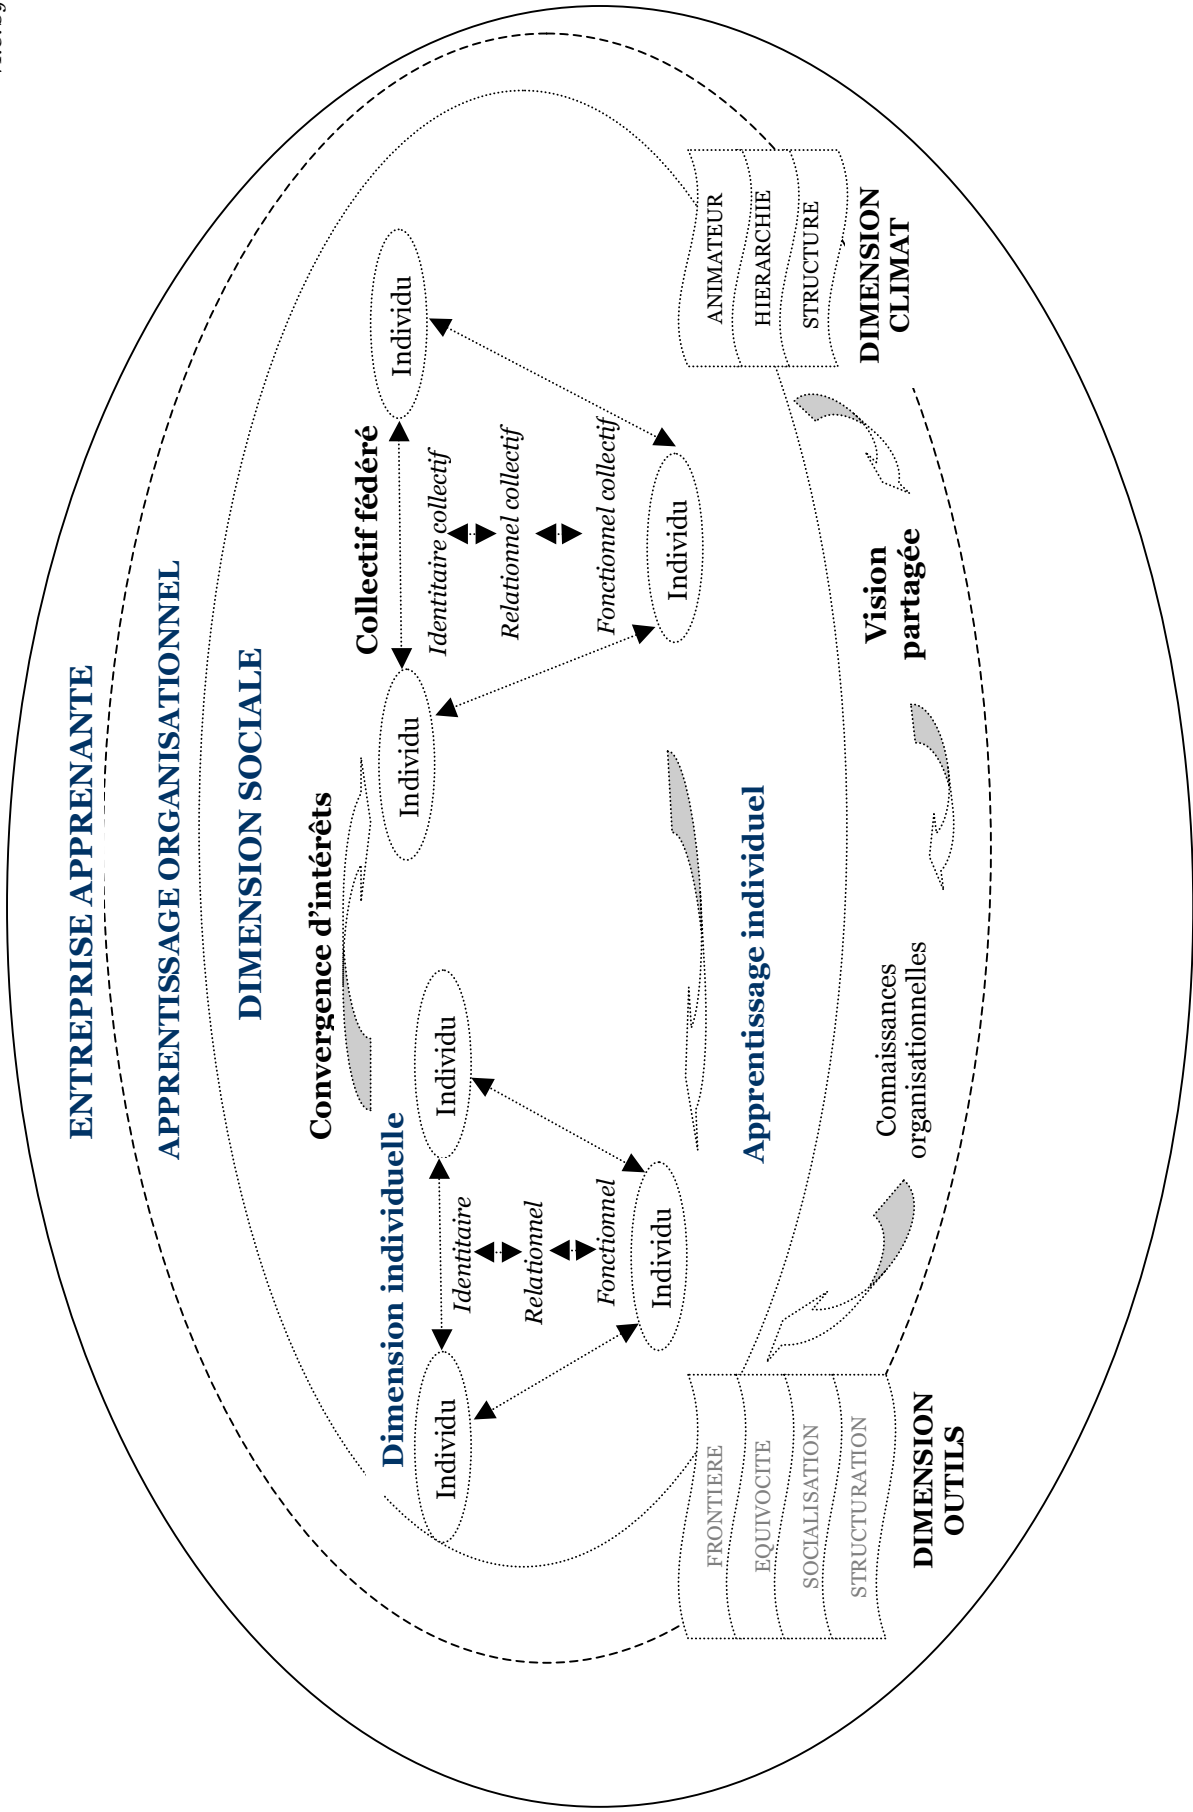 ENTREPRISE APPRENANTE
APPRENTISSAGE ORGANISATIONNEL
DIMENSION SOCIALE
Convergence d'intérêts
Collectif fédéré
Dimension individuelle
Individu
Individu
Individu
Individu
Identitaire
Relationnel
Fonctionnel
Individu
Identitaire collectif
Relationnel collectif
Fonctionnel collectif
Individu
Apprentissage individuel
FRONTIERE
EQUIVOCITE
SOCIALISATION
STRUCTURATION
DIMENSION
OUTILS
Connaissances
organisationnelles
Vision
partagée
ANIMATEUR
HIERARCHIE
STRUCTURE
DIMENSION
CLIMAT